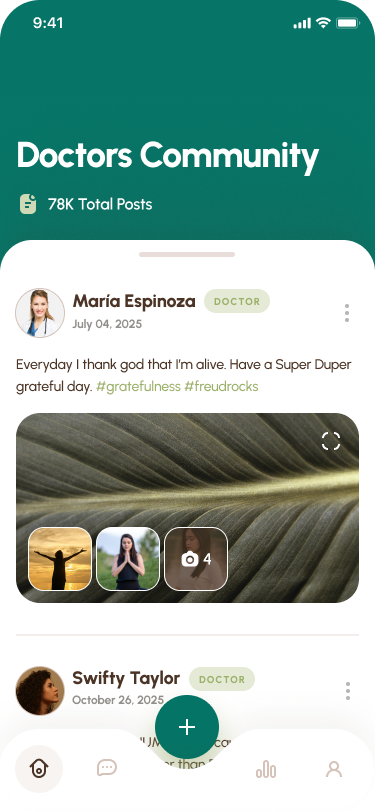 9:41
Doctors Community
78K Total Posts
María Espinoza DOCTOR
July 04, 2025
Everyday I thank god that I'm alive. Have a Super Duper
grateful day. #gratefulness #freudrocks
4
Swifty Taylor DOCTOR
October 26, 2025